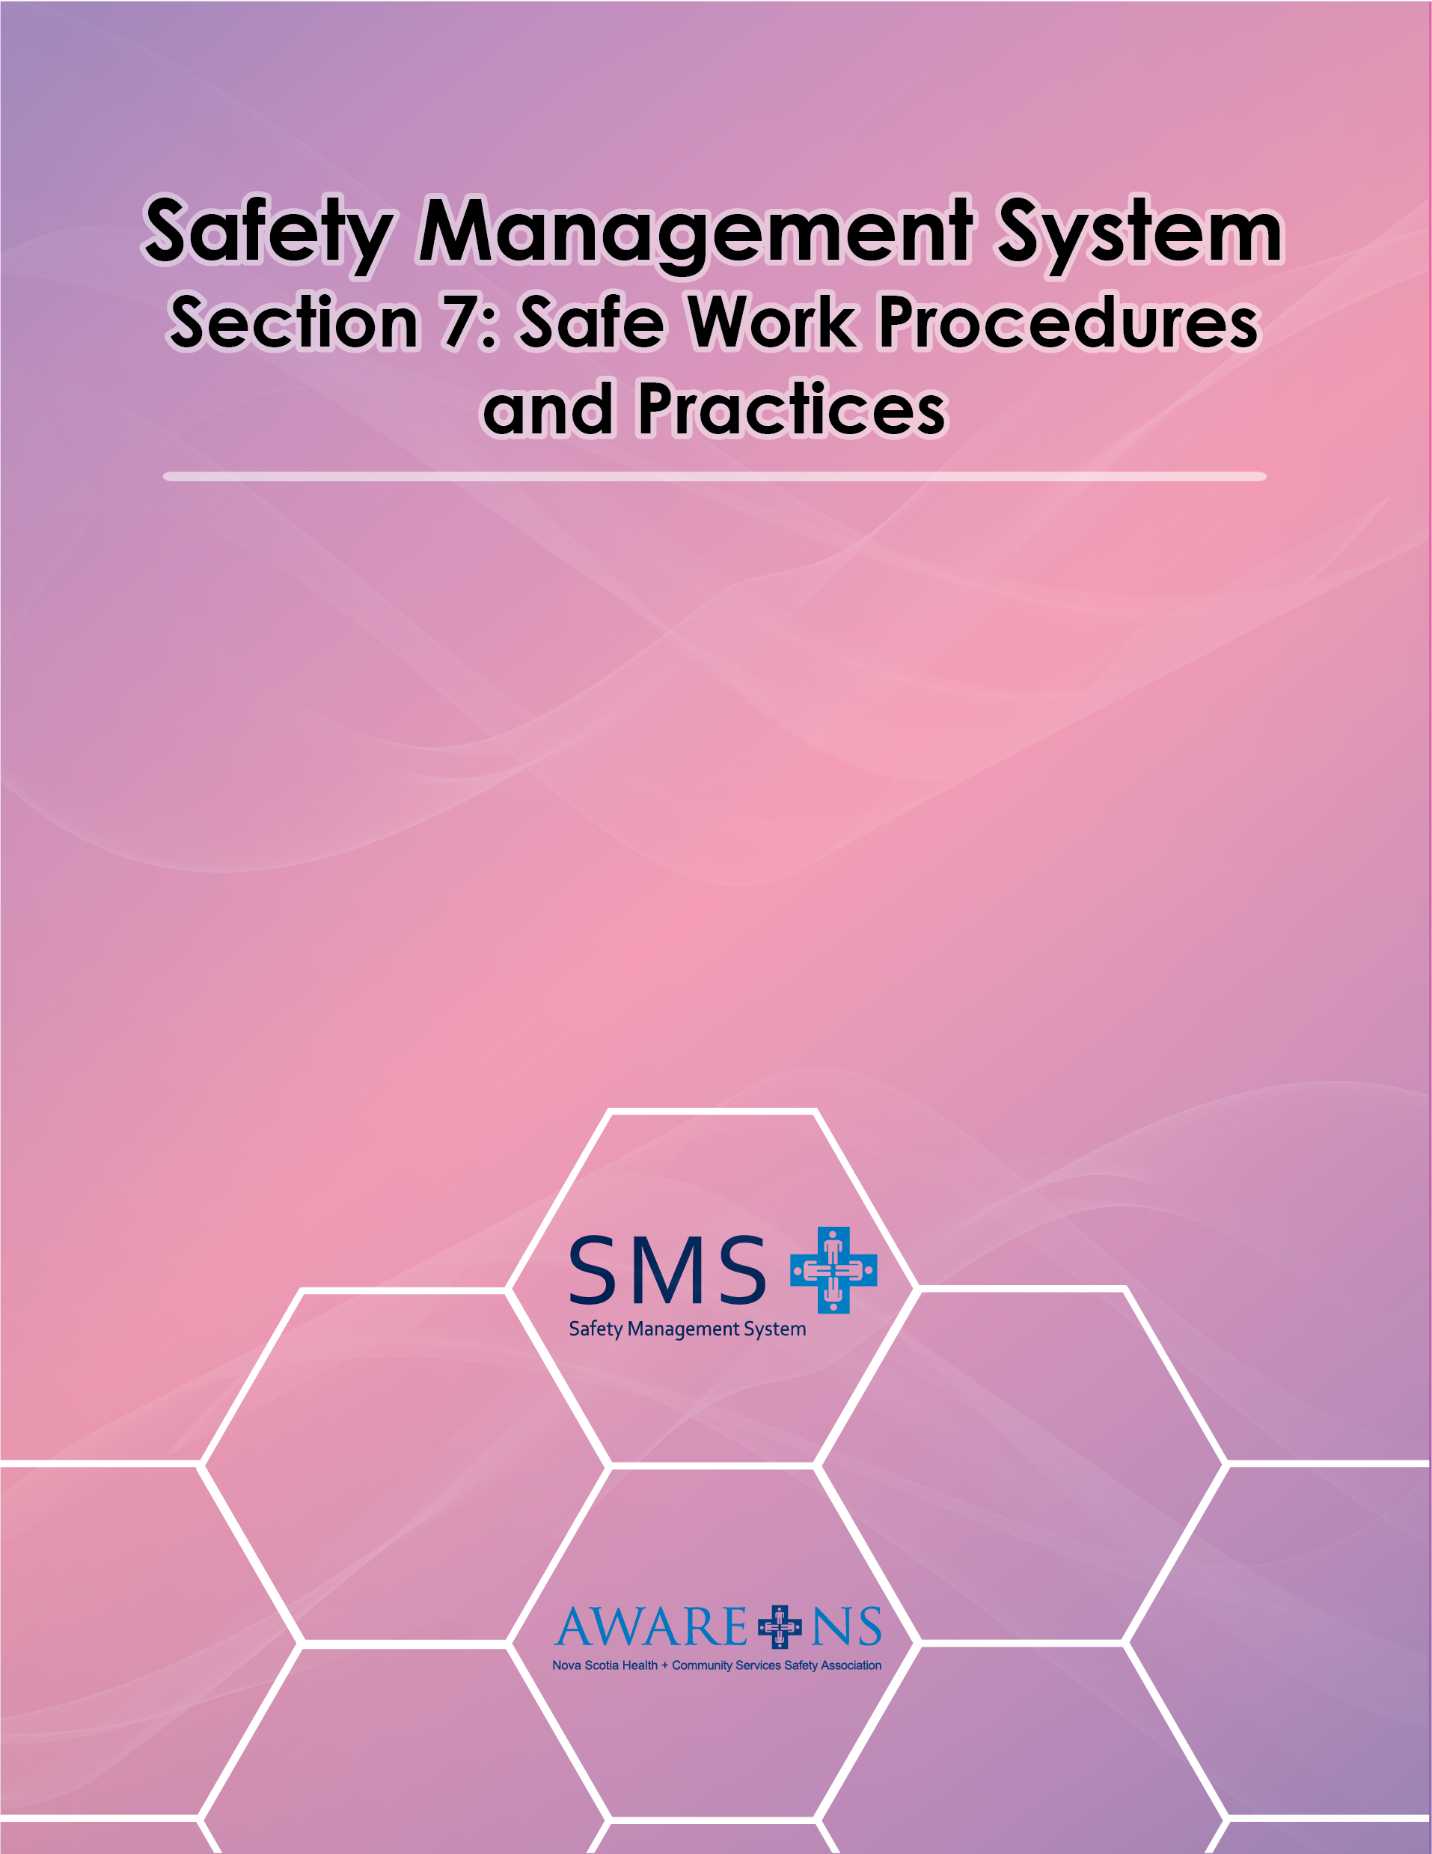 Safety Management System
Section 7: Safe Work Procedures
and Practices
SMS
Safety Management System
AWARE NS
Nova Scotia Health + Community Services Safety Association